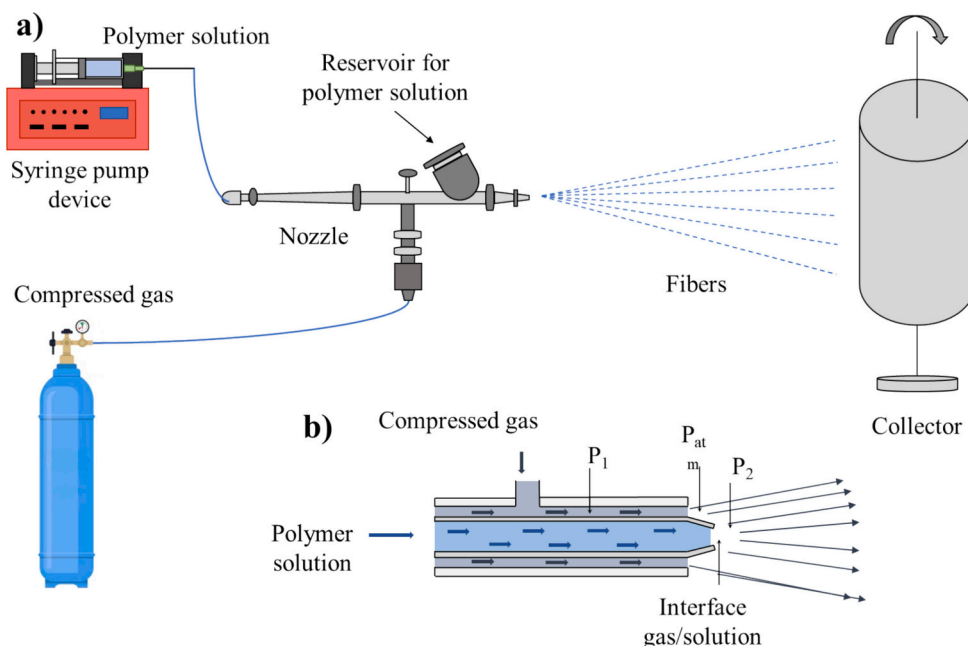 a)
Polymer solution
Reservoir for
polymer solution
Syringe pump
device
Nozzle
Fibers
Compressed gas
Collector
b)
Compressed gas
P1
Pat
m
P2
Polymer
solution
Interface
gas/solution